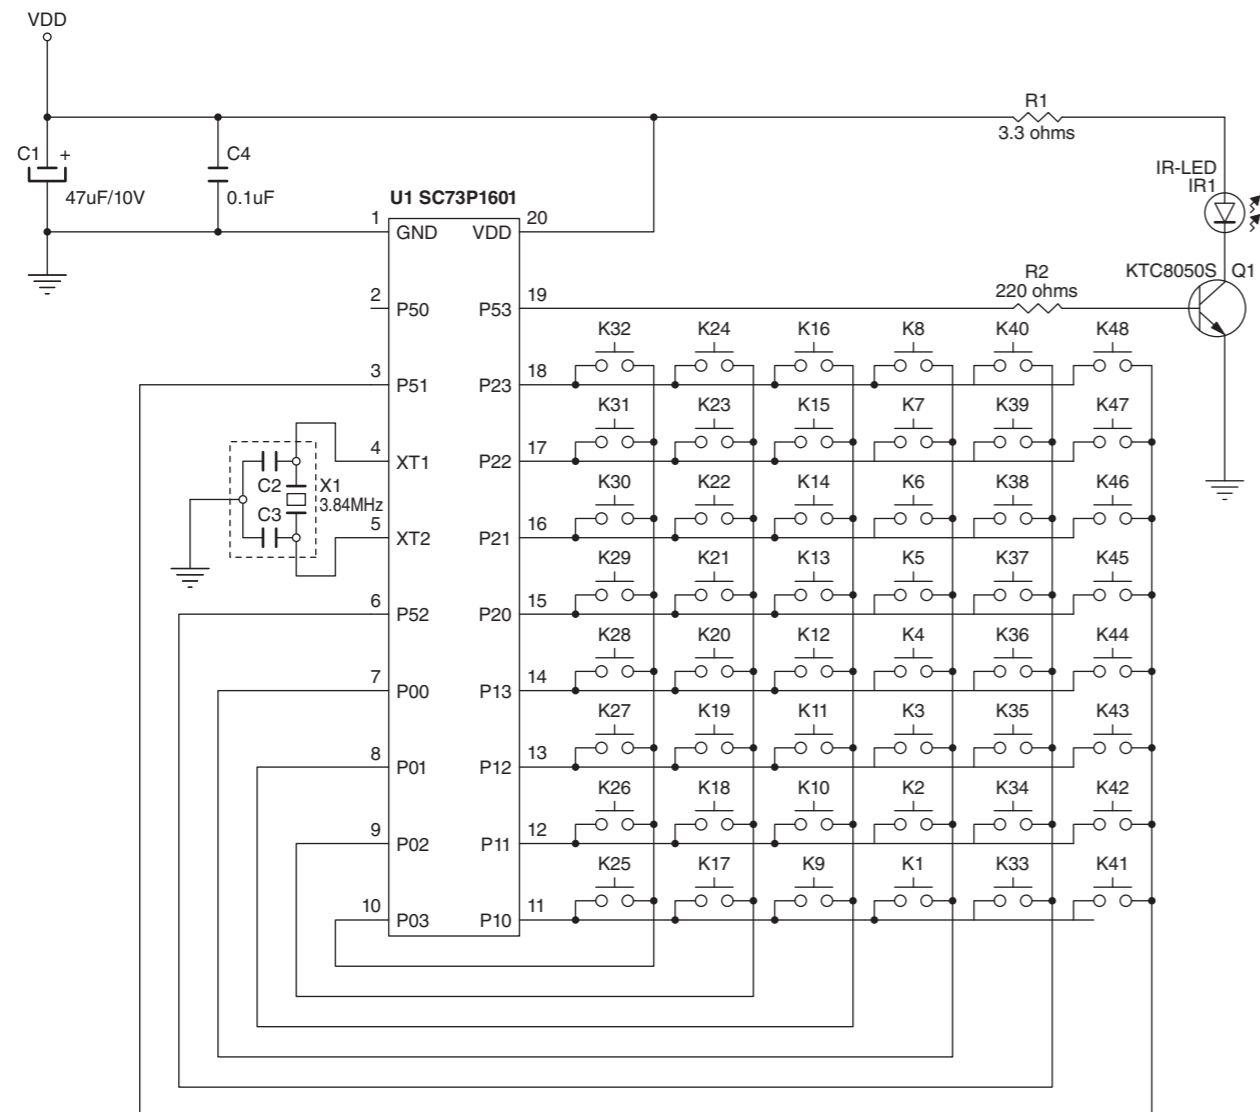 VDD
R1
3.3 ohms
C1 +
47uF/10V
C4
0.1uF
IR-LED
IR1
U1 SC73P1601
1 GND VDD 20
KTC8050S Q1
R2
220 ohms
2 P50 P53 19
K32 K24 K16 K8 K40 K48
3 P51 P23 18
K31 K23 K15 K7 K39 K47
4 XT1 P22 17
K30 K22 K14 K6 K38 K46
C2 X1
3.84MHz
C3
5 XT2 P21 16
K29 K21 K13 K5 K37 K45
6 P52 P20 15
K28 K20 K12 K4 K36 K44
7 P00 P13 14
K27 K19 K11 K3 K35 K43
8 P01 P12 13
K26 K18 K10 K2 K34 K42
9 P02 P11 12
K25 K17 K9 K1 K33 K41
10 P03 P10 11